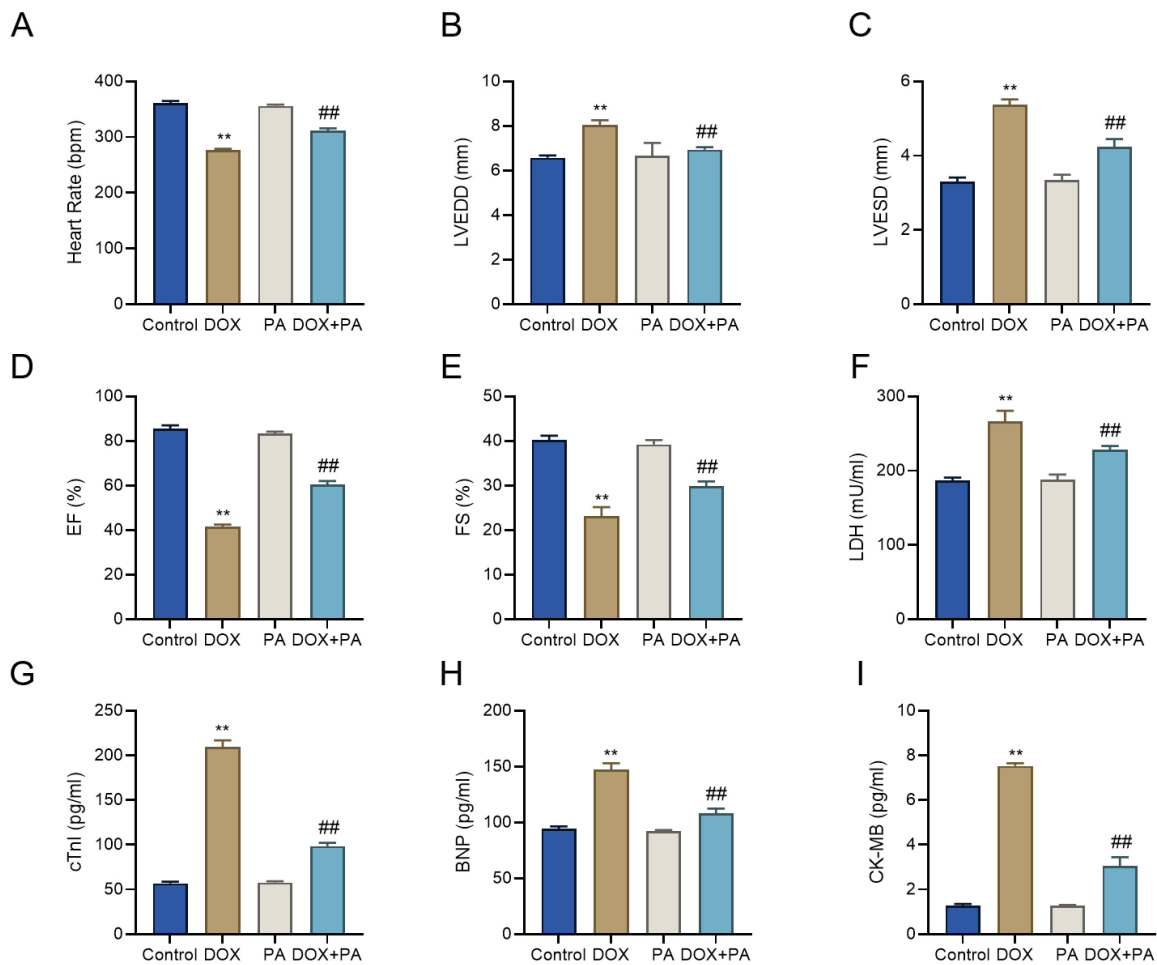 A
B
C
Heart Rate (bpm)
400
300
200
100
0
**
##
Control DOX PA DOX+PA
LVEDD (mm)
10
8
6
4
2
0
**
##
Control DOX PA DOX+PA
LVESD (mm)
6
4
2
0
**
##
Control DOX PA DOX+PA
D
E
F
EF (%)
100
80
60
40
20
0
**
##
Control DOX PA DOX+PA
FS (%)
50
40
30
20
10
0
**
##
Control DOX PA DOX+PA
LDH (mU/ml)
300
200
100
0
**
##
Control DOX PA DOX+PA
G
H
I
cTnI (pg/ml)
250
200
150
100
50
0
**
##
Control DOX PA DOX+PA
BNP (pg/ml)
200
150
100
50
0
**
##
Control DOX PA DOX+PA
CK-MB (pg/ml)
10
8
6
4
2
0
**
##
Control DOX PA DOX+PA